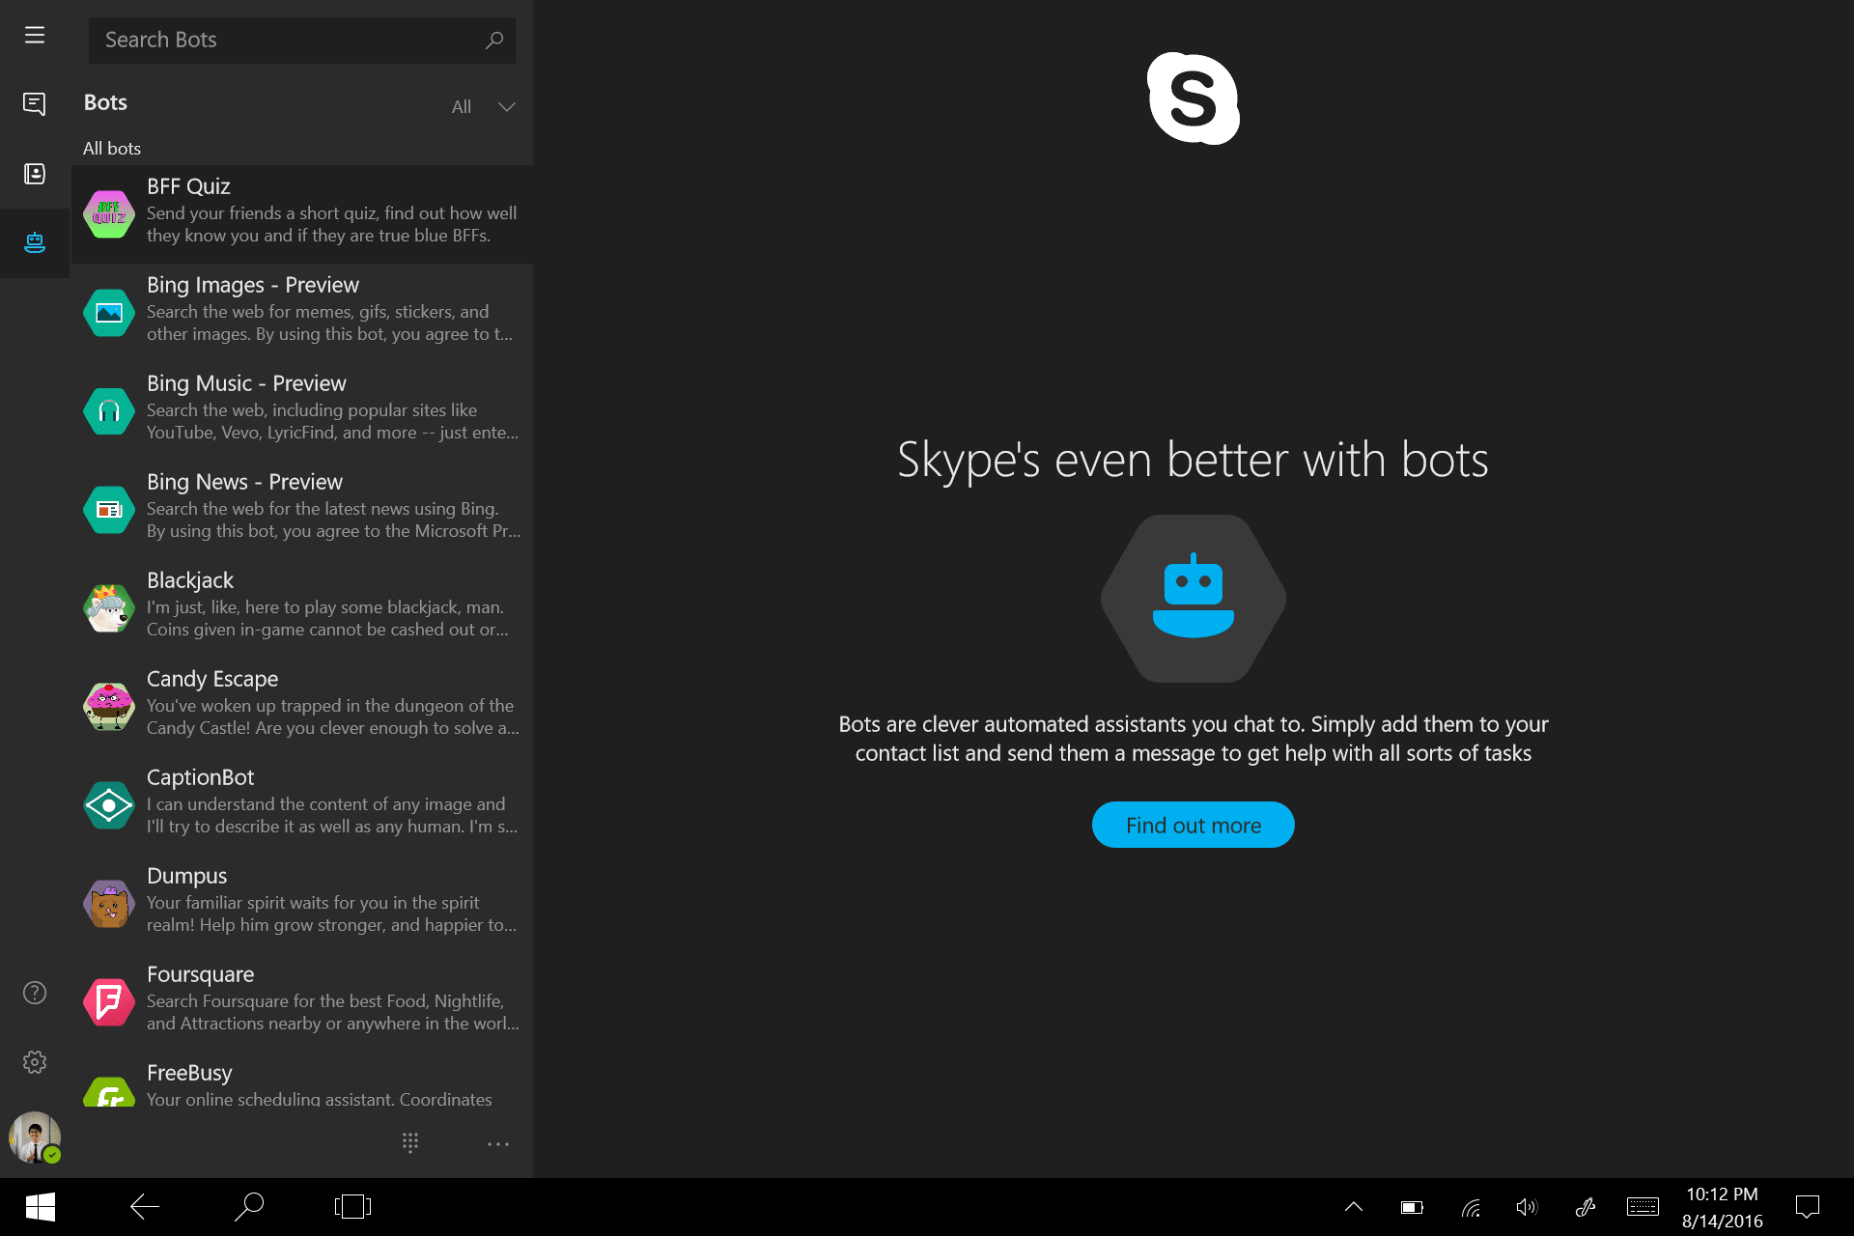 Search Bots
Bots
All
All bots
BFF QUIZ
BFF Quiz
Send your friends a short quiz, find out how well
they know you and if they are true blue BFFs.
Bing Images - Preview
Search the web for memes, gifs, stickers, and
other images. By using this bot, you agree to t...
Bing Music - Preview
Search the web, including popular sites like
YouTube, Vevo, LyricFind, and more -- just ente...
Bing News - Preview
Search the web for the latest news using Bing.
By using this bot, you agree to the Microsoft Pr...
Blackjack
I'm just, like, here to play some blackjack, man.
Coins given in-game cannot be cashed out or...
Candy Escape
You've woken up trapped in the dungeon of the
Candy Castle! Are you clever enough to solve a...
CaptionBot
I can understand the content of any image and
I'll try to describe it as well as any human. I'm s...
Dumpus
Your familiar spirit waits for you in the spirit
realm! Help him grow stronger, and happier to...
Foursquare
Search Foursquare for the best Food, Nightlife,
and Attractions nearby or anywhere in the worl...
FreeBusy
Fr
Your online scheduling assistant. Coordinates
S
Skype's even better with bots
Bots are clever automated assistants you chat to. Simply add them to your
contact list and send them a message to get help with all sorts of tasks
Find out more
10:12 PM
8/14/2016